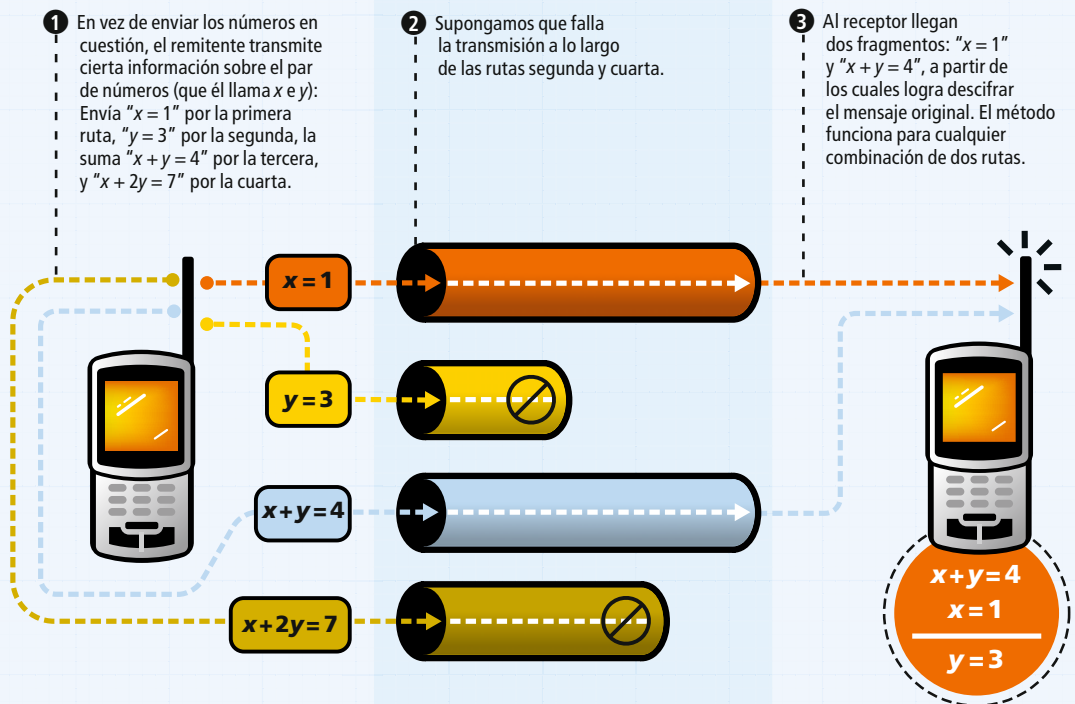 1 En vez de enviar los números en
cuestión, el remitente transmite
cierta información sobre el par
de números (que él llama x e y):
Envía “x = 1” por la primera
ruta, “y = 3” por la segunda, la
suma “x + y = 4” por la tercera,
y “x + 2y = 7” por la cuarta.
2 Supongamos que falla
la transmisión a lo largo
de las rutas segunda y cuarta.
3 Al receptor llegan
dos fragmentos: “x = 1”
y “x + y = 4”, a partir de
los cuales logra descifrar
el mensaje original. El método
funciona para cualquier
combinación de dos rutas.
x = 1
y = 3
x+y=4
x+2y=7
x+y=4
x=1
y=3